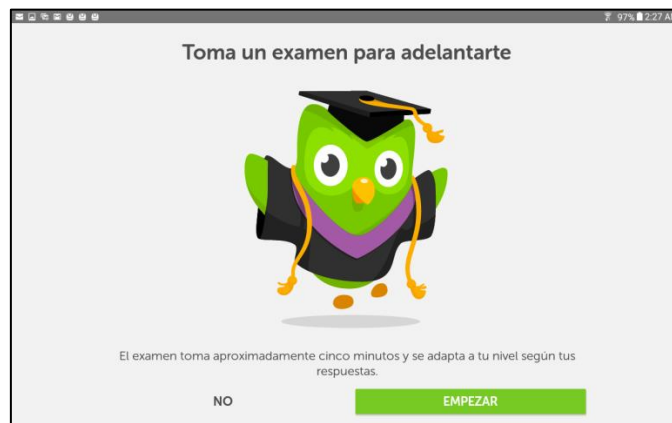 97% 2:27 AM
Toma un examen para adelantarte
El examen toma aproximadamente cinco minutos y se adapta a tu nivel según tus
respuestas.
NO
EMPEZAR